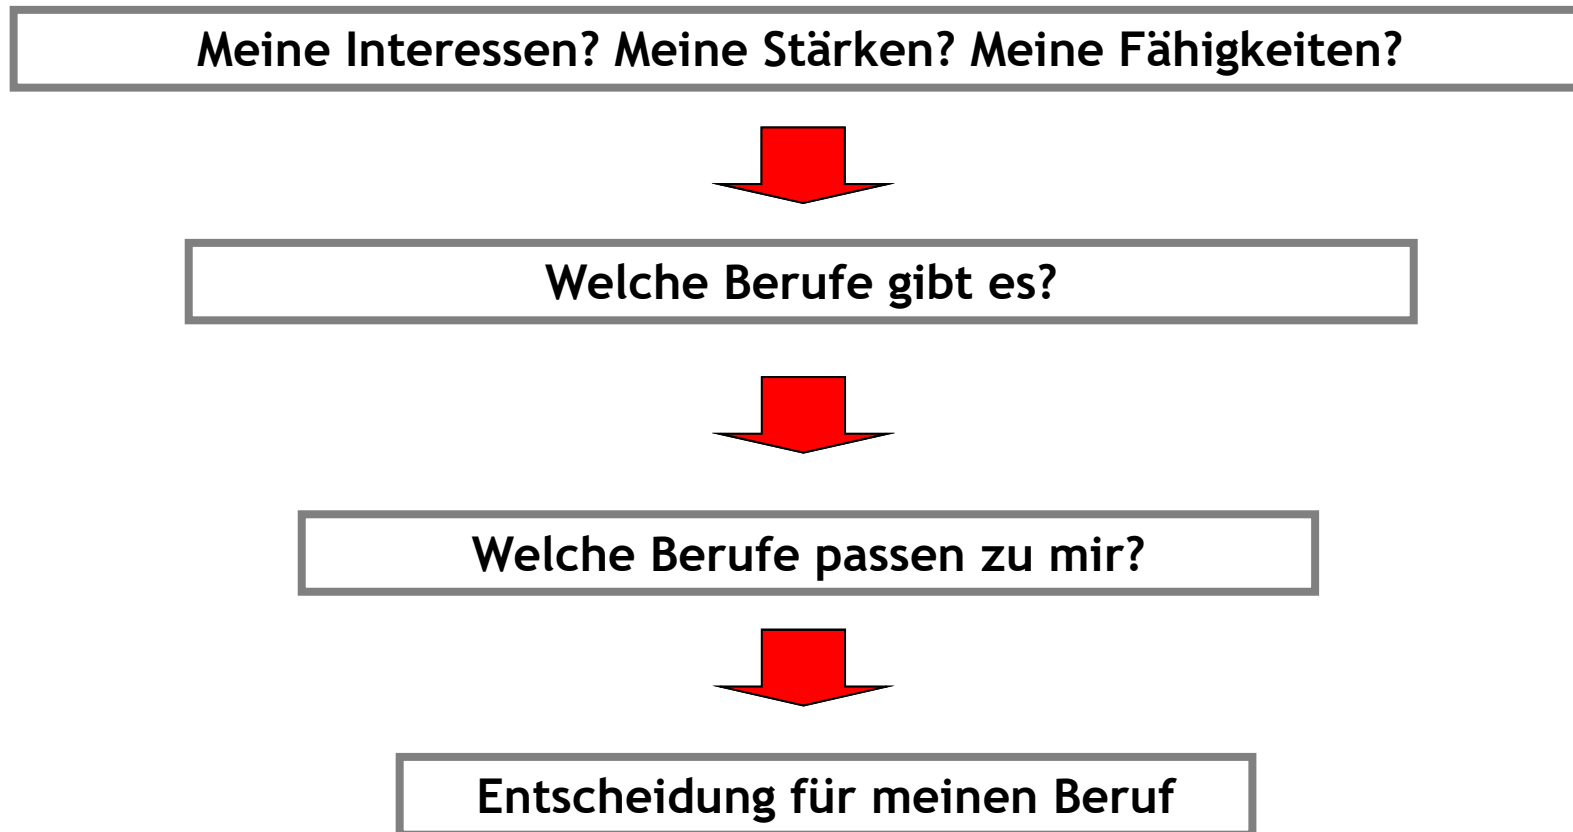 Meine Interessen? Meine Stärken? Meine Fähigkeiten?
Welche Berufe gibt es?
Welche Berufe passen zu mir?
Entscheidung für meinen Beruf